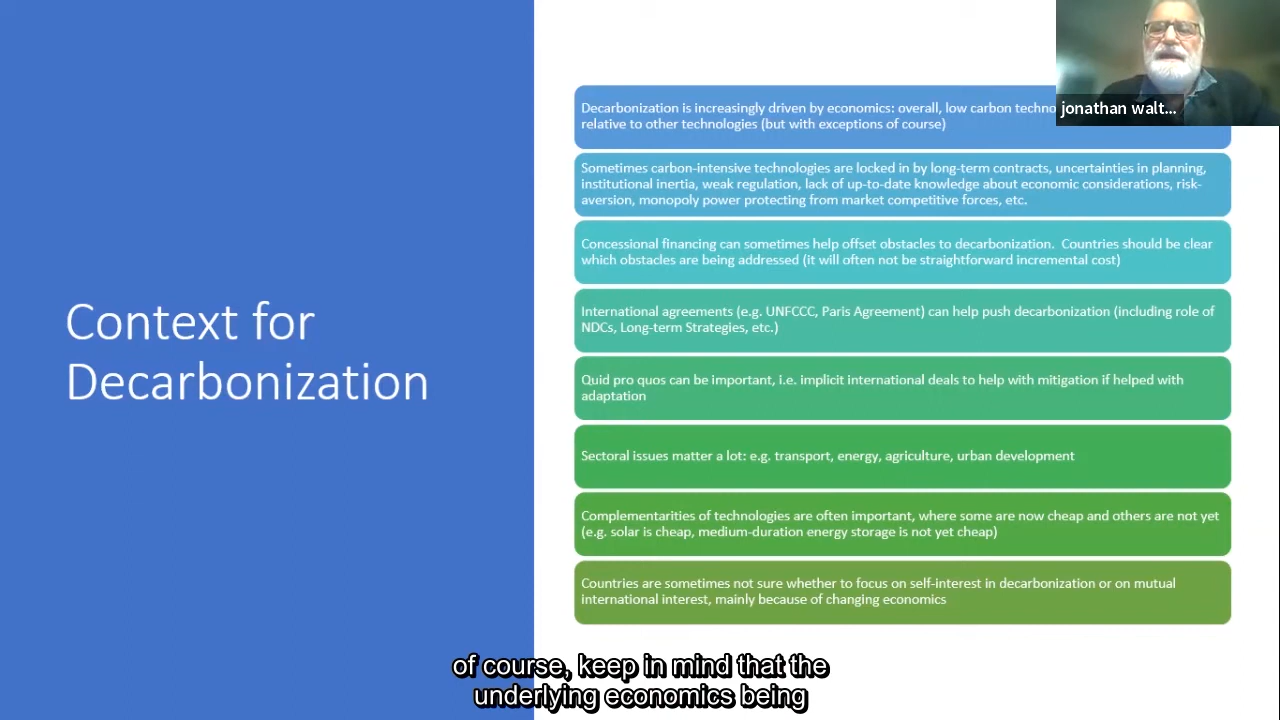 Context for
Decarbonization
Decarbonization is increasingly driven by economics: overall, low carbon
relative to other technologies (but with exceptions of course)
Sometimes carbon-intensive technologies are locked in by long-term contracts, uncertainties in planning,
institutional inertia, weak regulation, lack of up-to-date knowledge about economic considerations, risk-
aversion, monopoly power protecting from market competitive forces, etc.
Concessional financing can sometimes help offset obstacles to decarbonization.  Countries should be clear
which obstacles are being addressed (it will often not be straightforward incremental cost)
International agreements (e.g. UNFCCC, Paris Agreement) can help push decarbonization (including role of
NDCs, Long-term Strategies, etc.)
Quid pro quos can be important, i.e. implicit international deals to help with mitigation if helped with
adaptation
Sectoral issues matter a lot: e.g. transport, energy, agriculture, urban development
Complementarities of technologies are often important, where some are now cheap and others are not yet
(e.g. solar is cheap, medium-duration energy storage is not yet cheap)
Countries are sometimes not sure whether to focus on self-interest in decarbonization or on mutual
international interest, mainly because of changing economics
jonathan walt...
of course, keep in mind that the
underlying economics being